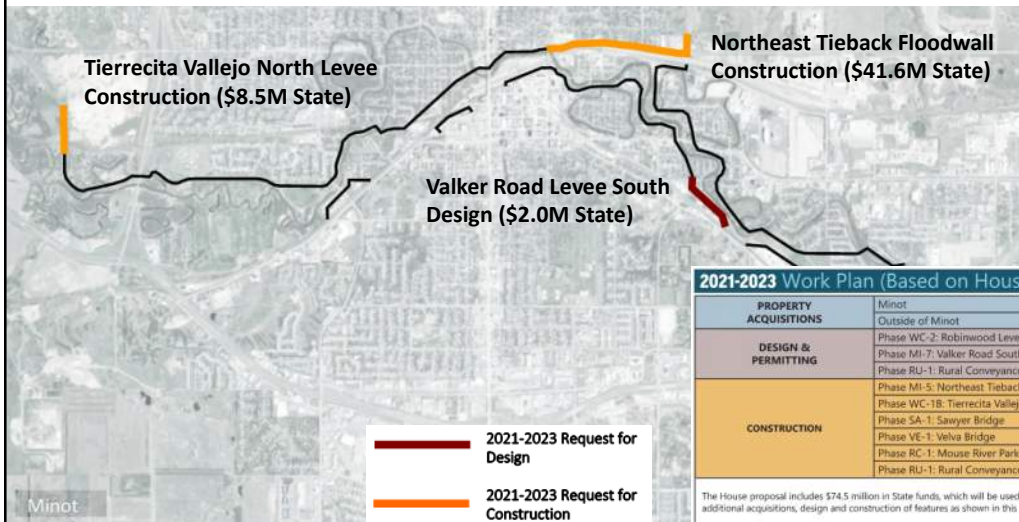 Tierrecita Vallejo North Levee
Construction ($8.5M State)
Northeast Tieback Floodwall
Construction ($41.6M State)
Valker Road Levee South
Design ($2.0M State)
2021-2023 Work Plan (Based on Hous
PROPERTY
ACQUISITIONS
Minot
Outside of Minot
DESIGN &
PERMITTING
Phase WC-2: Robinwood Leve
Phase MI-7: Valker Road South
Phase RU-1: Rural Conveyance
CONSTRUCTION
Phase MI-5: Northeast Tieback
Phase WC-1B: Tierrecita Vallej
Phase SA-1: Sawyer Bridge
Phase VE-1: Velva Bridge
Phase RC-1: Mouse River Park
Phase RU-1: Rural Conveyance
The House proposal includes $74.5 million in State funds, which will be used
additional acquisitions, design and construction of features as shown in this
2021-2023 Request for
Design
2021-2023 Request for
Construction
Minot